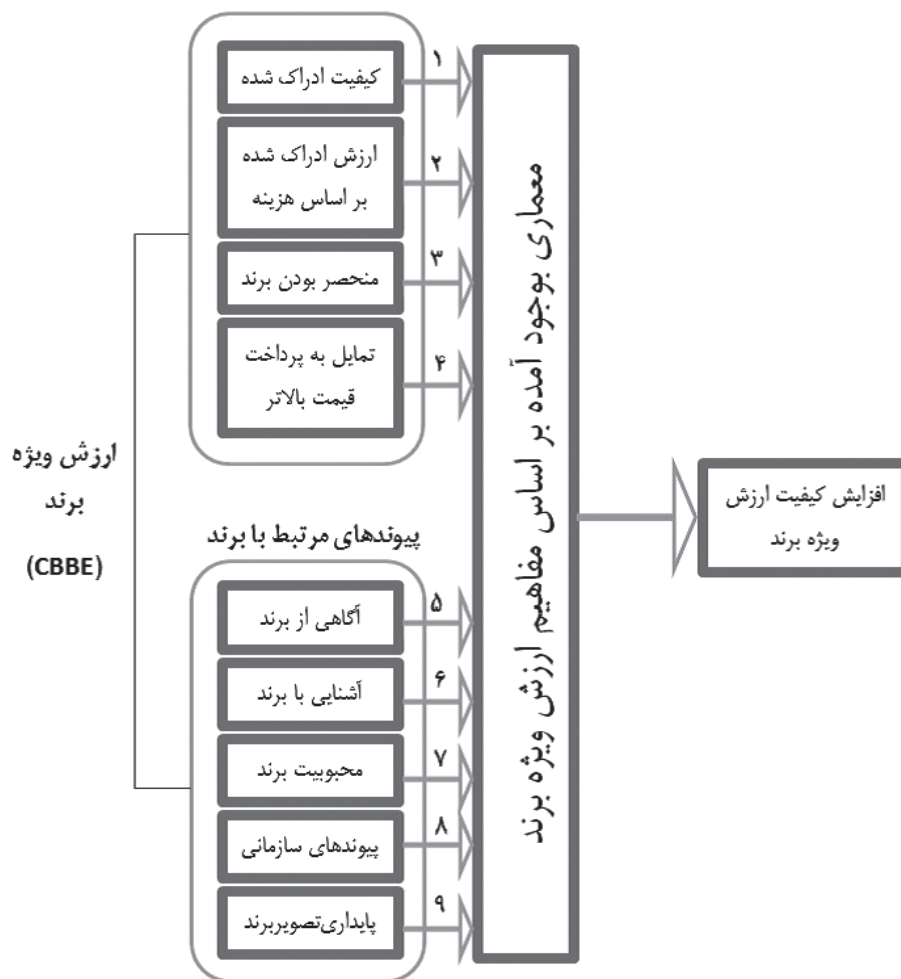 کیفیت ادراک شده
۱
ارزش ادراک شده
بر اساس هزینه
۲
منحصر بودن برند
۳
تمایل به پرداخت
قیمت بالاتر
۴
ارزش ویژه
برند
(CBBE)
پیوندهای مرتبط با برند
آگاهی از برند
۵
آشنایی با برند
۶
محبوبیت برند
۷
پیوندهای سازمانی
۸
پایداری‌تصویربرند
۹
معماری بوجود آمده بر اساس مفاهیم ارزش ویژه برند
افزایش کیفیت ارزش
ویژه برند